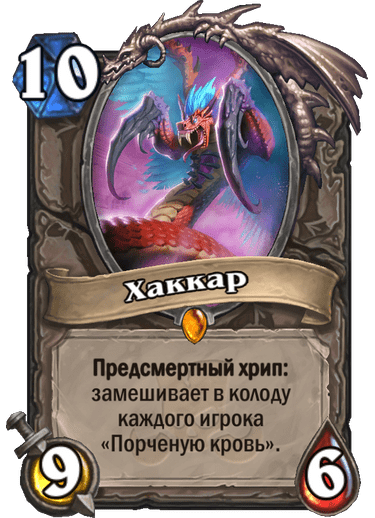 10
Хаккар
Предсмертный хрип:
замешивает в колоду
каждого игрока
«Порченую кровь».
9
6